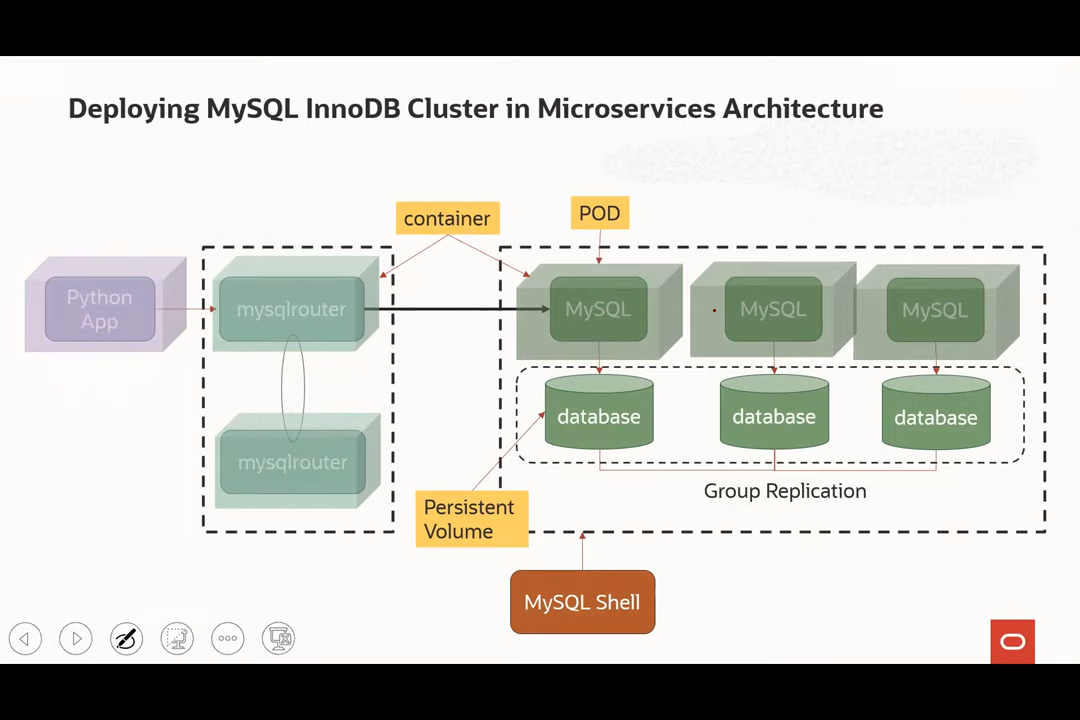 Deploying MySQL InnoDB Cluster in Microservices Architecture
container
POD
Python
App
mysqlrouter
MySQL
MySQL
MySQL
database
database
database
mysqlrouter
Group Replication
Persistent
Volume
MySQL Shell